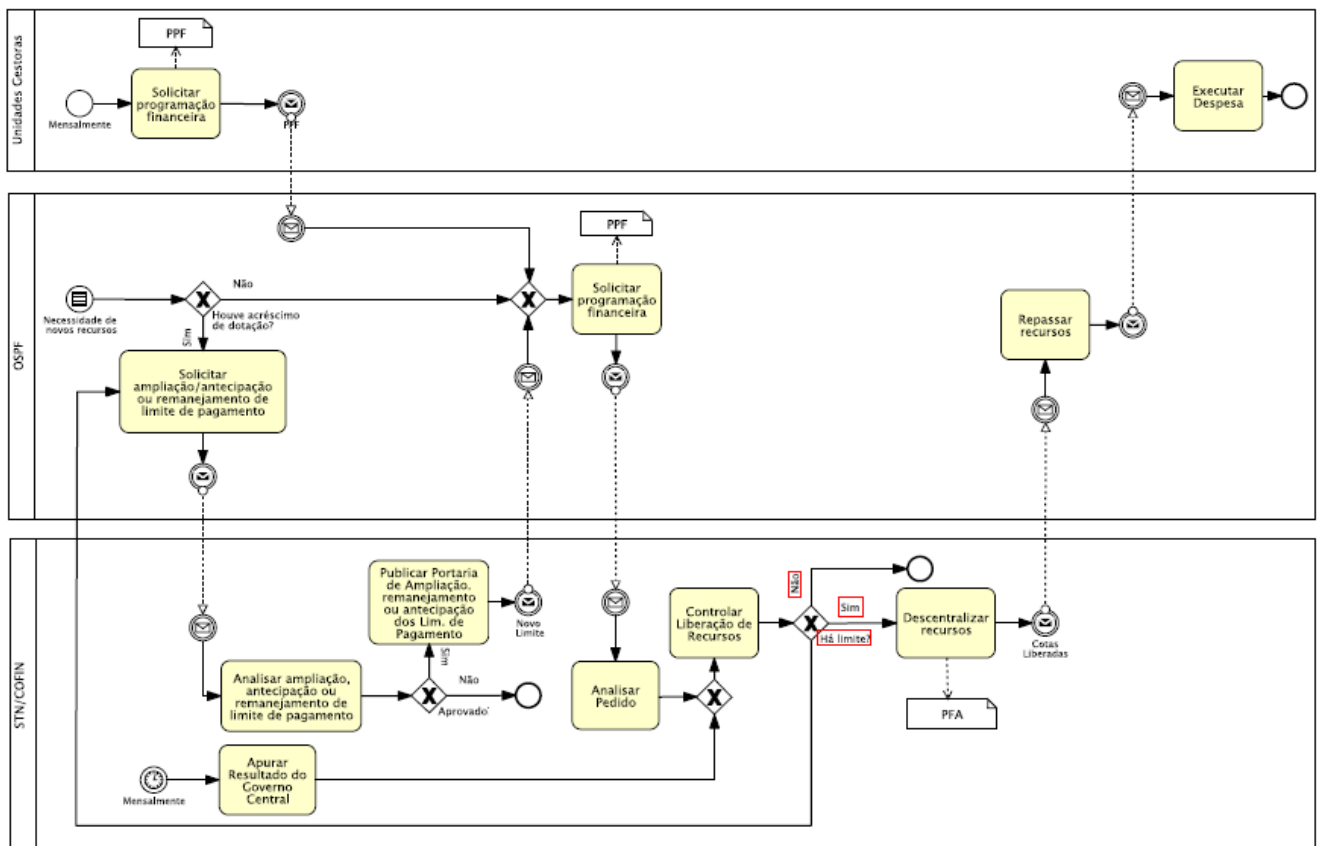 Unidades Gestoras
PPF
Mensalmente
Solicitar
programação
financeira
PPF
Executar
Despesa
OSPF
Necessidade de
novos recursos
Não
Houve acréscimo
de dotação?
Sim
Solicitar
ampliação/antecipação
ou remanejamento de
limite de pagamento
PPF
Solicitar
programação
financeira
Repassar
recursos
STN/COFIN
Publicar Portaria
de Ampliação.
remanejamento
ou antecipação
dos Lim. de
Pagamento
Novo
Limite
Sim
Não
Aprovado'
Analisar ampliação,
antecipação ou
remanejamento de
limite de pagamento
Mensalmente
Apurar
Resultado do
Governo
Central
Analisar
Pedido
Controlar
Liberação de
Recursos
Não
Sim
Há limite?
Descentralizar
recursos
Cotas
Liberadas
PFA